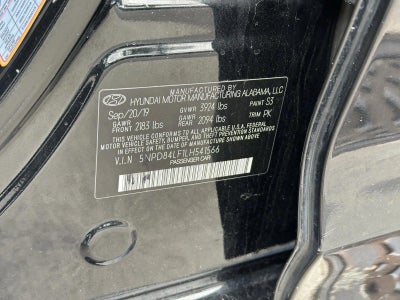 MANUFACTURED BY
HYUNDAI MOTOR MANUFACTURING ALABAMA, LLC
Sep/20/19 GVWR 3924 lbs PAINT S3
GAWR FRONT 2183 lbs GAWR REAR 2094 lbs TRIM PK
THIS VEHICLE CONFORMS TO ALL APPLICABLE FEDERAL
MOTOR VEHICLE SAFETY, BUMPER, AND THEFT PREVENTION STANDARDS
IN EFFECT ON THE DATE OF MANUFACTURE SHOWN ABOVE.
V.I.N 5NPD84LF1LH541566
PASSENGER CAR